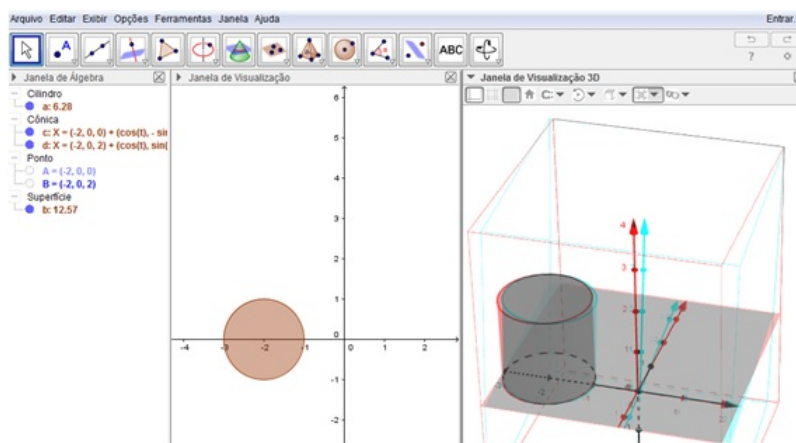 Arquivo Editar Exibir Opções Ferramentas Janela Ajuda
Entrar...
A
ABC
Janela de Álgebra
Cilindro
a: 6.28
Cônica
c: X = (-2, 0, 0) + (cos(t), - sin
d: X = (-2, 0, 2) + (cos(t), sin(
Ponto
A = (-2, 0, 0)
B = (-2, 0, 2)
Superfície
b: 12.57
Janela de Visualização
6
5
4
3
2
1
0
-1
-2
-4 -3 -2 -1 0 1 2
Janela de Visualização 3D
4
3
2
1